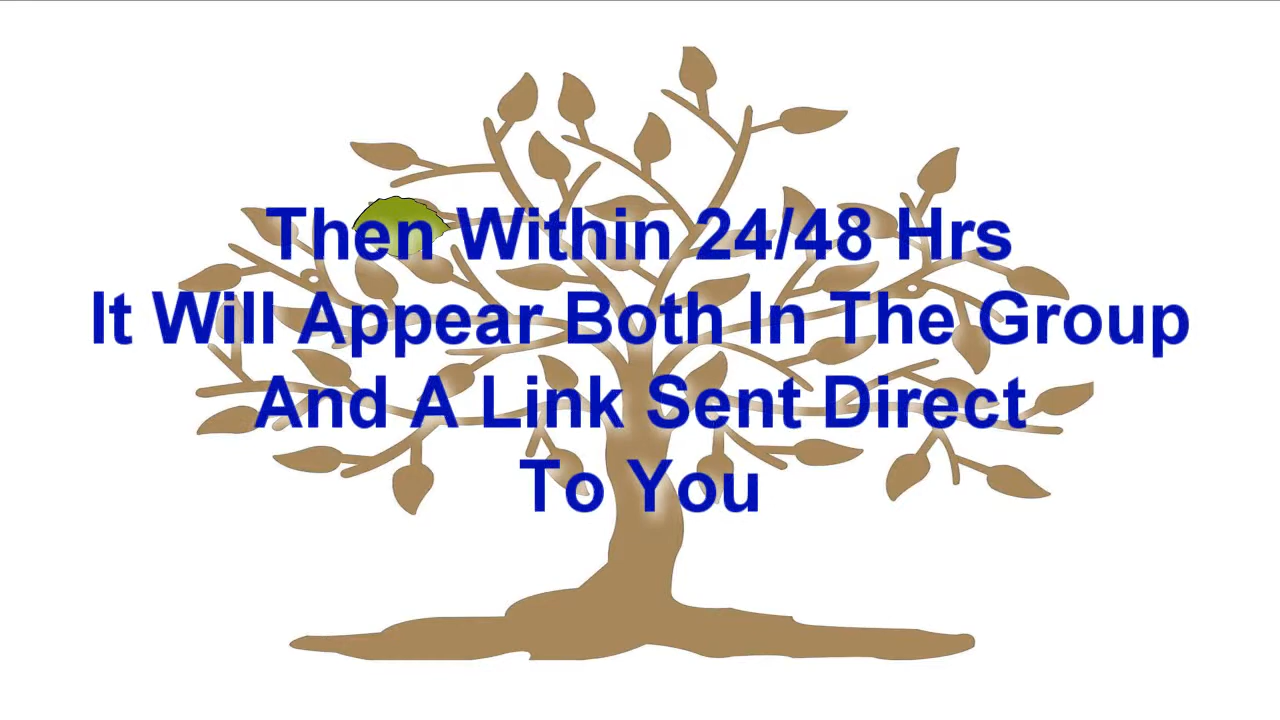 Then Within 24/48 Hrs
It Will Appear Both In The Group
And A Link Sent Direct
To You